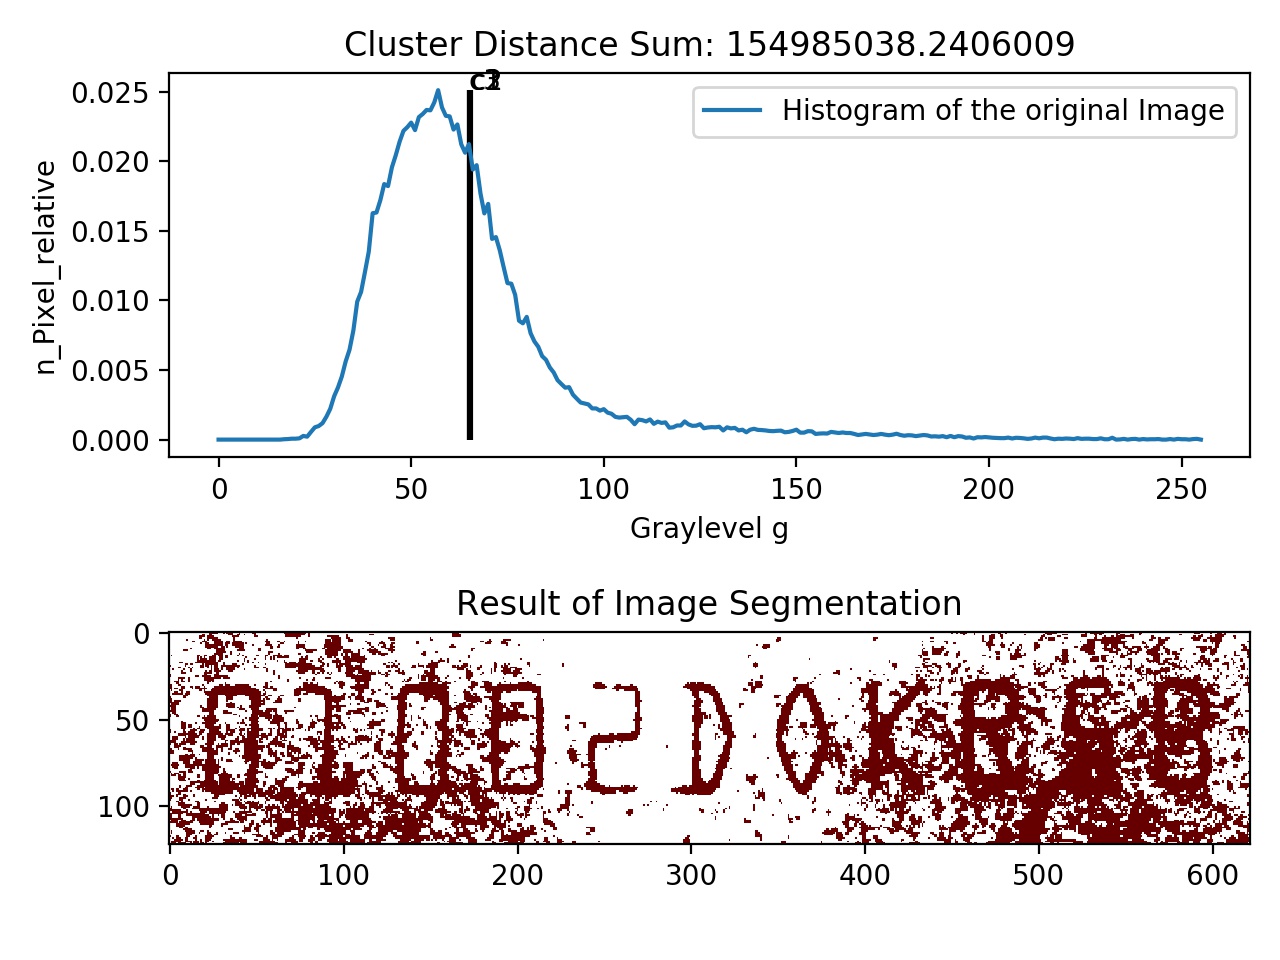 Cluster Distance Sum: 154985038.2406009
0.025
0.020
0.015
0.010
0.005
0.000
n_Pixel_relative
Histogram of the original Image
0 50 100 150 200 250
Graylevel g
Result of Image Segmentation
0
50
100
2 D
0 100 200 300 400 500 600